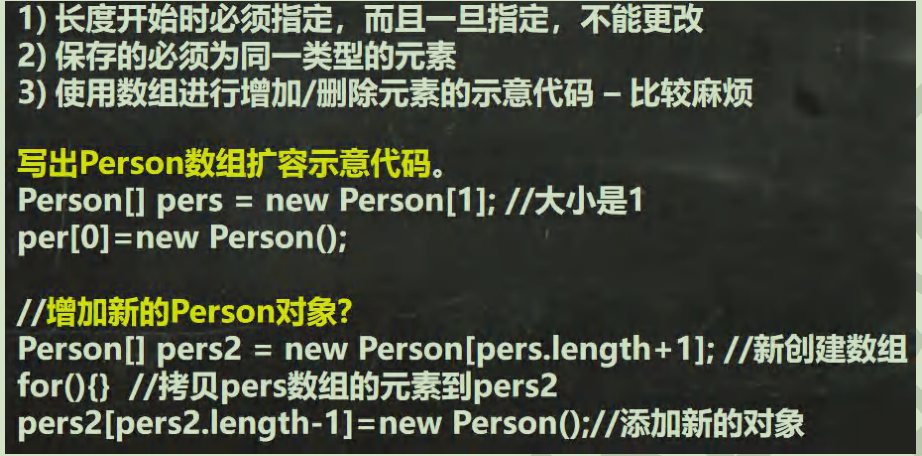 1) 长度开始时必须指定，而且一旦指定，不能更改
2) 保存的必须为同一类型的元素
3) 使用数组进行增加/删除元素的示意代码 – 比较麻烦
写出Person数组扩容示意代码。
Person[] pers = new Person[1]; //大小是1
per[0]=new Person();
//增加新的Person对象?
Person[] pers2 = new Person[pers.length+1]; //新创建数组
for(){} //拷贝pers数组的元素到pers2
pers2[pers2.length-1]=new Person();//添加新的对象